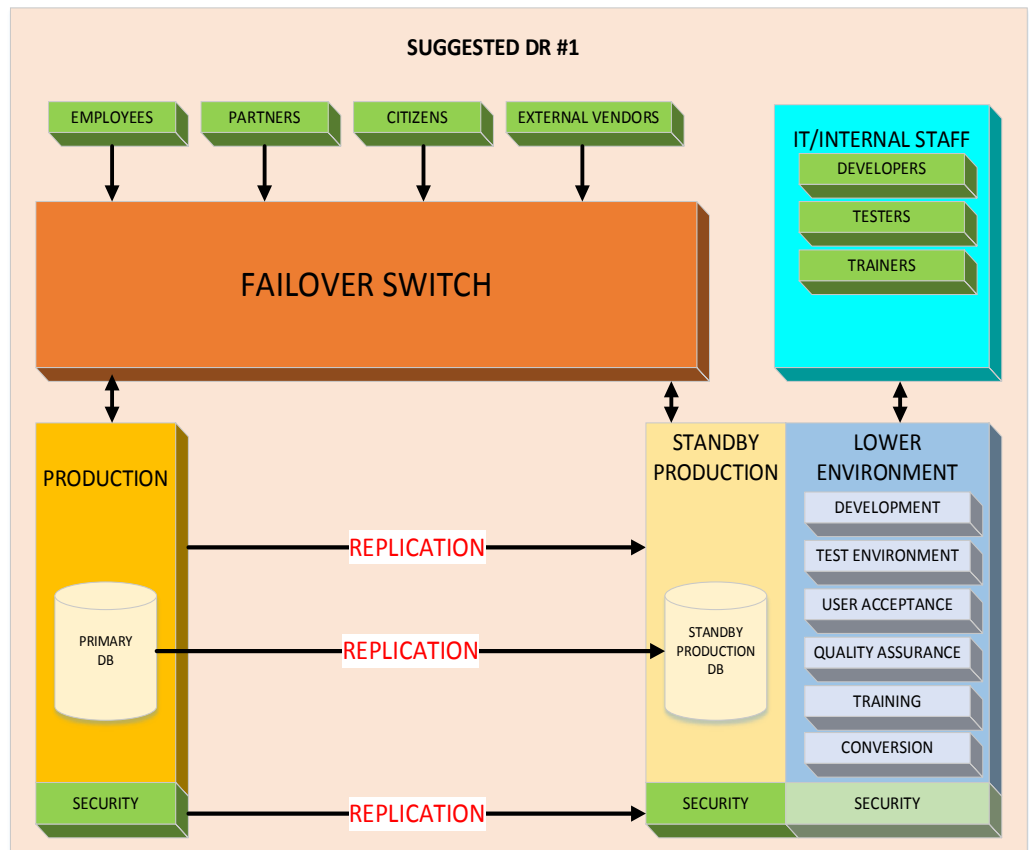 SUGGESTED DR #1
EMPLOYEES
PARTNERS
CITIZENS
EXTERNAL VENDORS
IT/INTERNAL STAFF
DEVELOPERS
TESTERS
TRAINERS
FAILOVER SWITCH
PRODUCTION
PRIMARY
DB
SECURITY
REPLICATION
REPLICATION
REPLICATION
STANDBY
PRODUCTION
STANDBY
PRODUCTION
DB
SECURITY
LOWER
ENVIRONMENT
DEVELOPMENT
TEST ENVIRONMENT
USER ACCEPTANCE
QUALITY ASSURANCE
TRAINING
CONVERSION
SECURITY